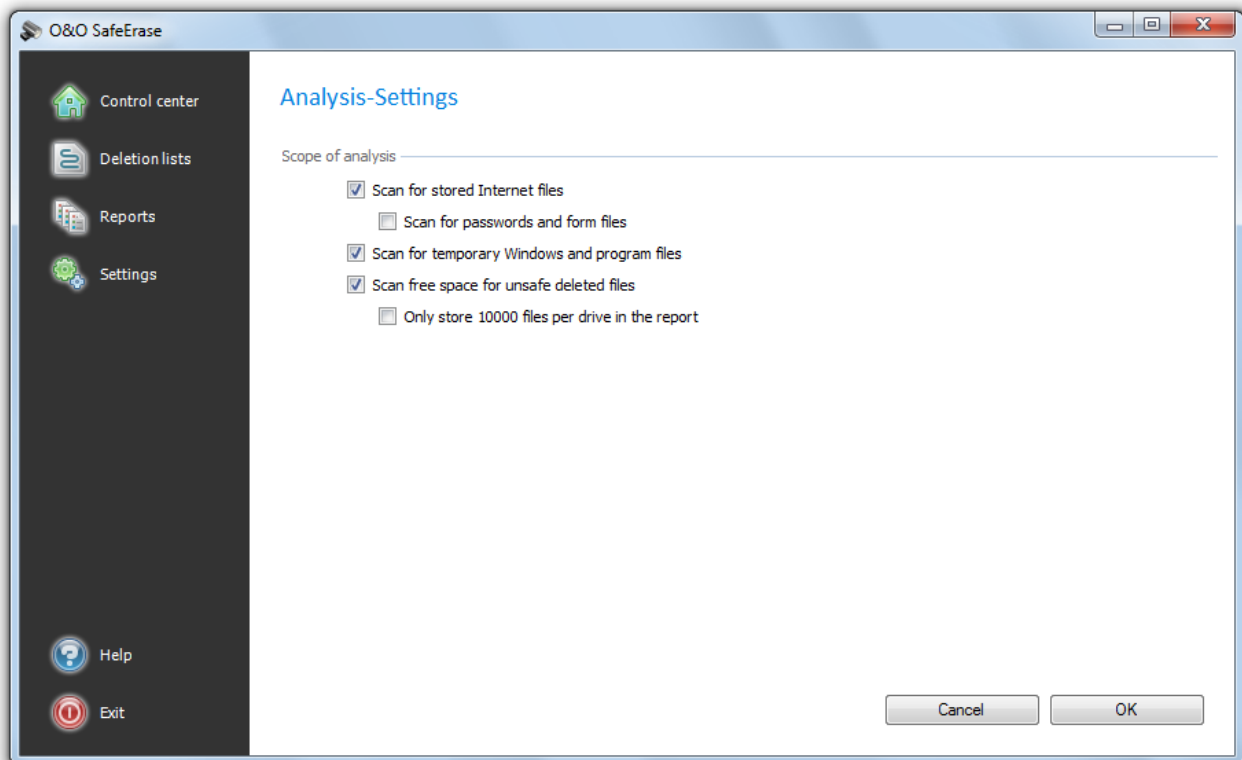 O&O SafeErase
Control center
Deletion lists
Reports
Settings
Help
Exit
Analysis-Settings
Scope of analysis
Scan for stored Internet files
Scan for passwords and form files
Scan for temporary Windows and program files
Scan free space for unsafe deleted files
Only store 10000 files per drive in the report
Cancel
OK